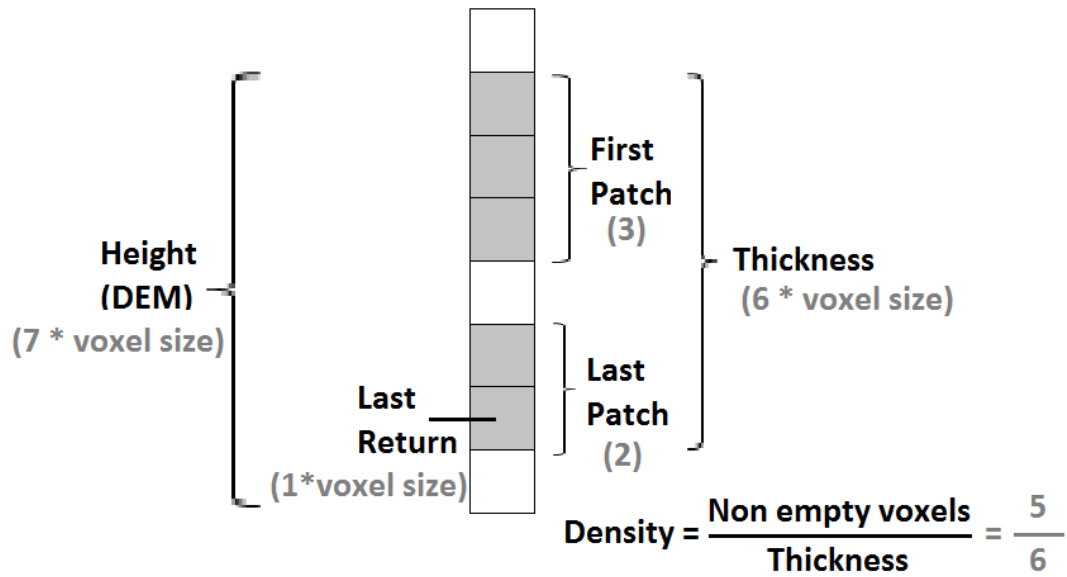 Height
(DEM)
(7 * voxel size)
First
Patch
(3)
Thickness
(6 * voxel size)
Last
Return
(1*voxel size)
Last
Patch
(2)
Density = Non empty voxels = 5
Thickness 6